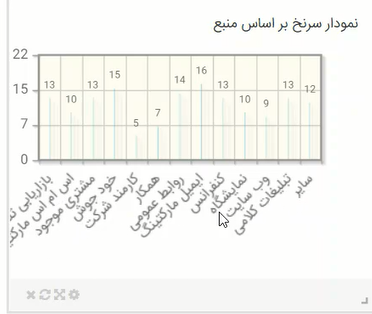 نمودار سرنخ بر اساس منبع
22
15
7
0
13
10
13
15
5
7
14
16
13
10
9
13
12
بازاریابی
اس ام اس
مشتری موجود
خود جوش
کارمند شرکت
همکار
روابط عمومی
ایمیل مارکتینگ
کنفرانس
نمایشگاه
وب سایت
تبلیغات کلامی
سایر